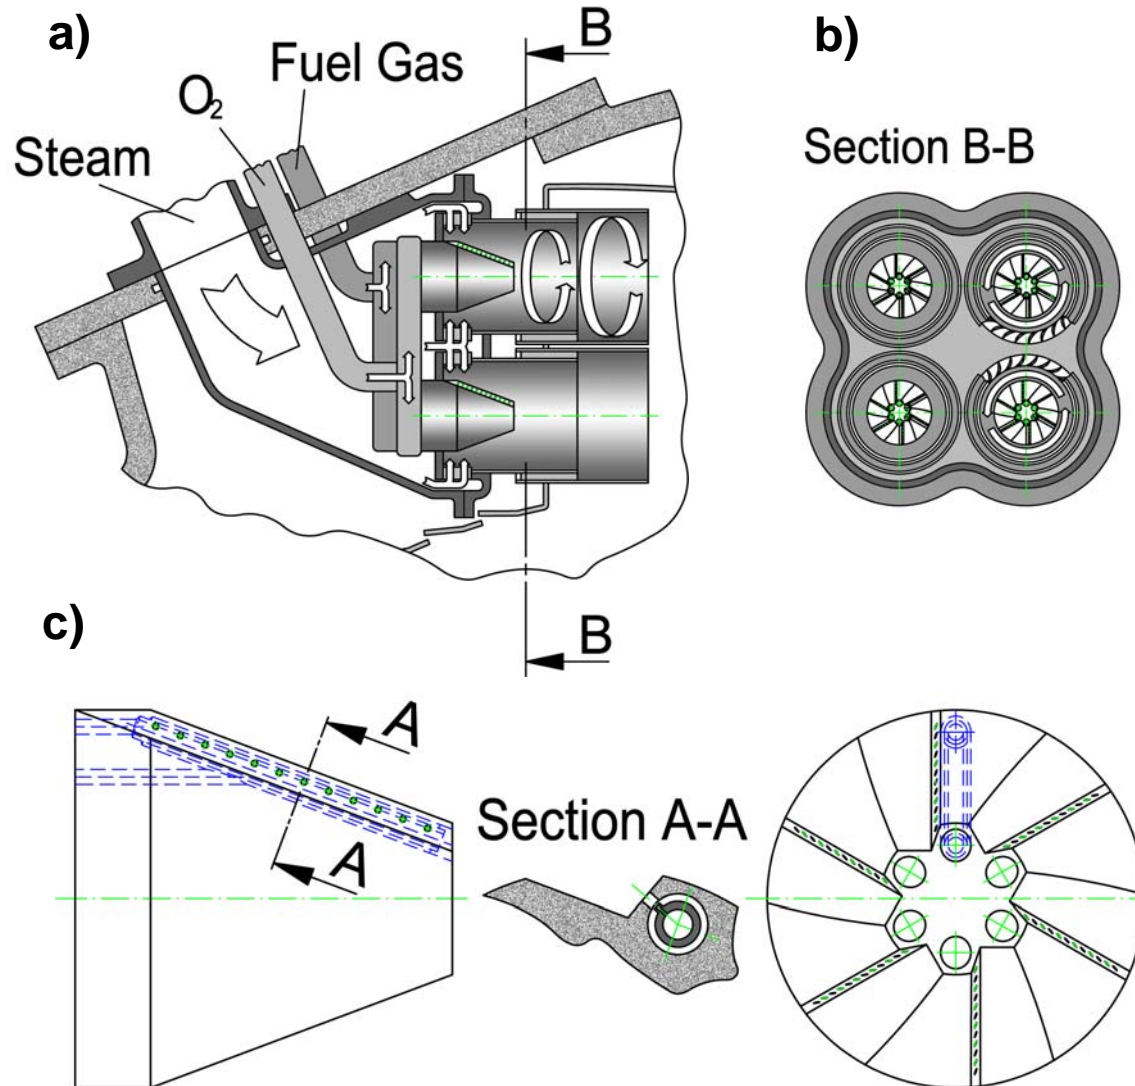 a)
B
b)
Fuel Gas
O₂
Steam
Section B-B
B
c)
A
Section A-A
A